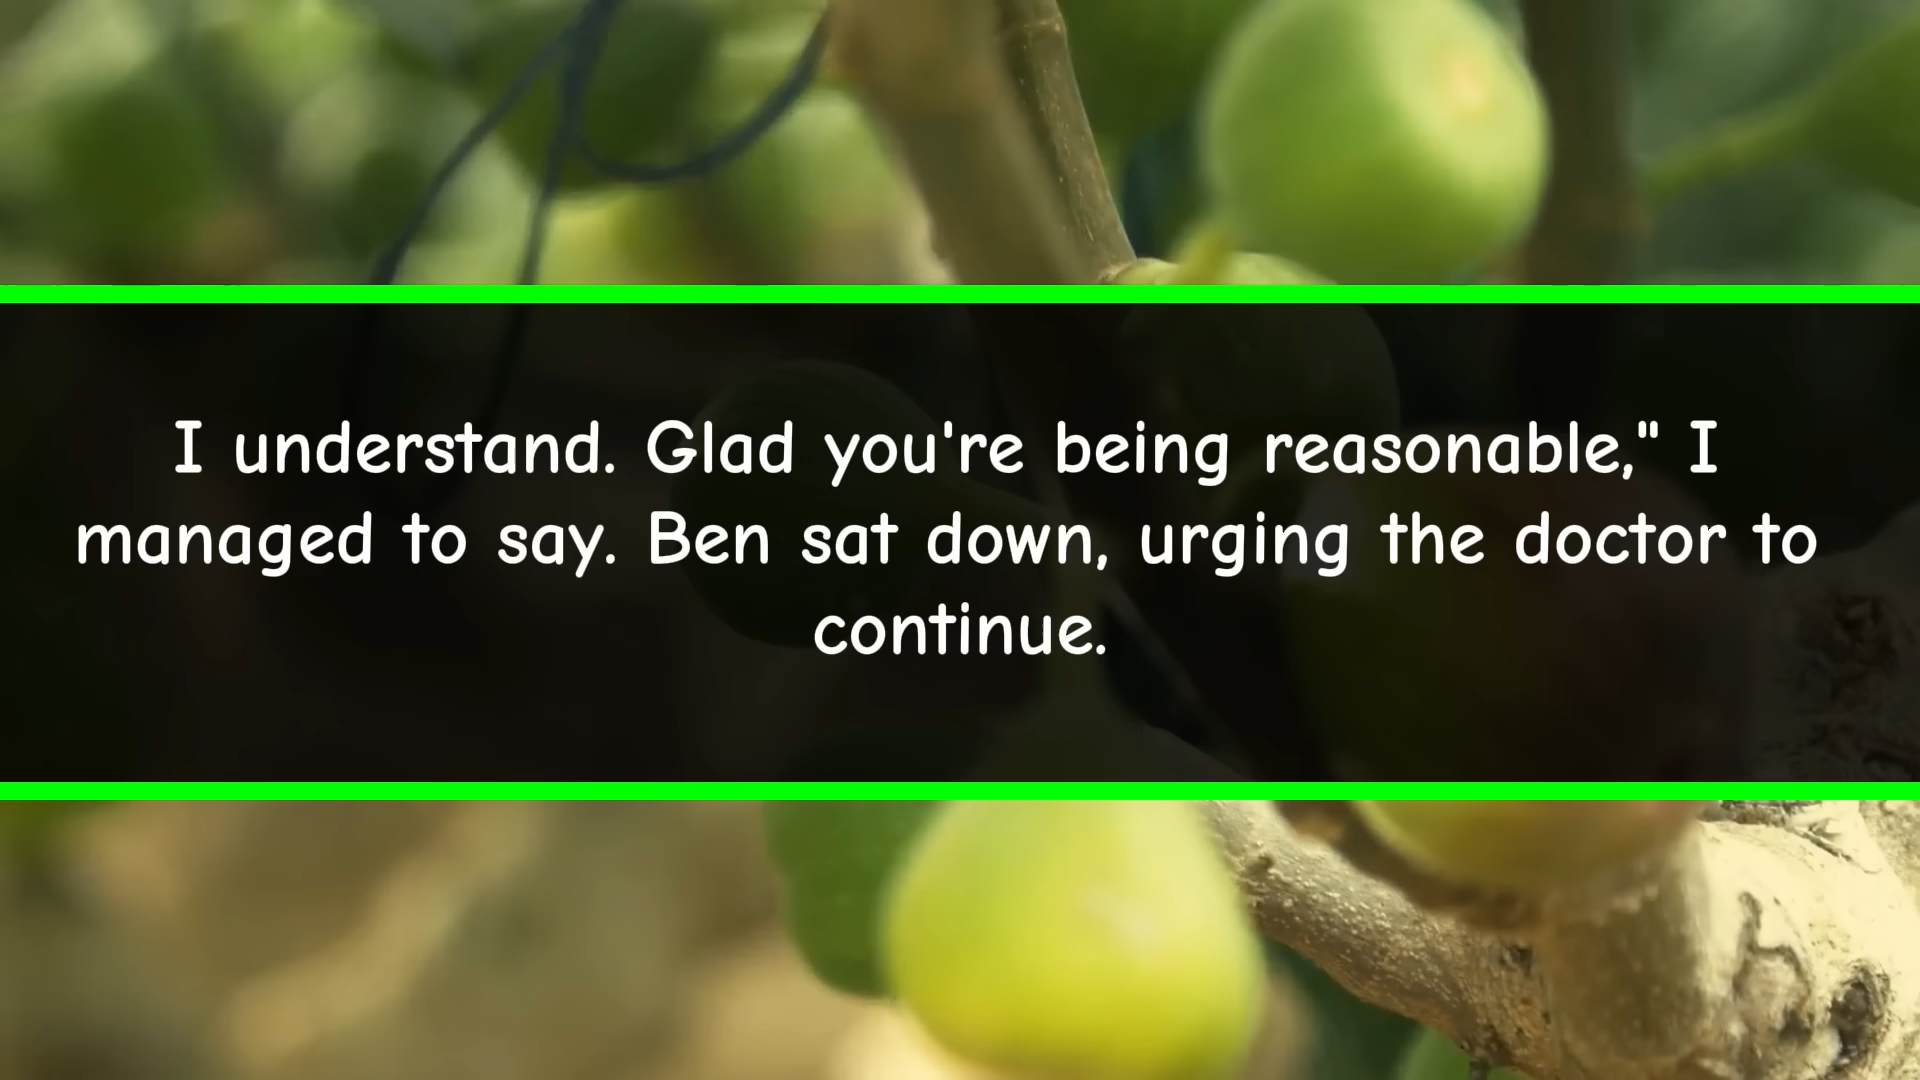 I understand. Glad you're being reasonable," I
managed to say. Ben sat down, urging the doctor to
continue.